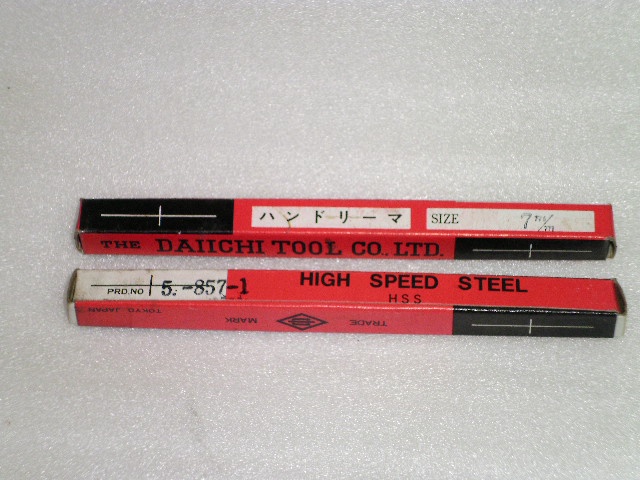 ハンドリーマ SIZE 7 m/m
THE DAIICHI TOOL CO., LTD.
PRD.NO 5.-857-1 HIGH SPEED STEEL
HSS
TOKYO JAPAN MARK TRADE